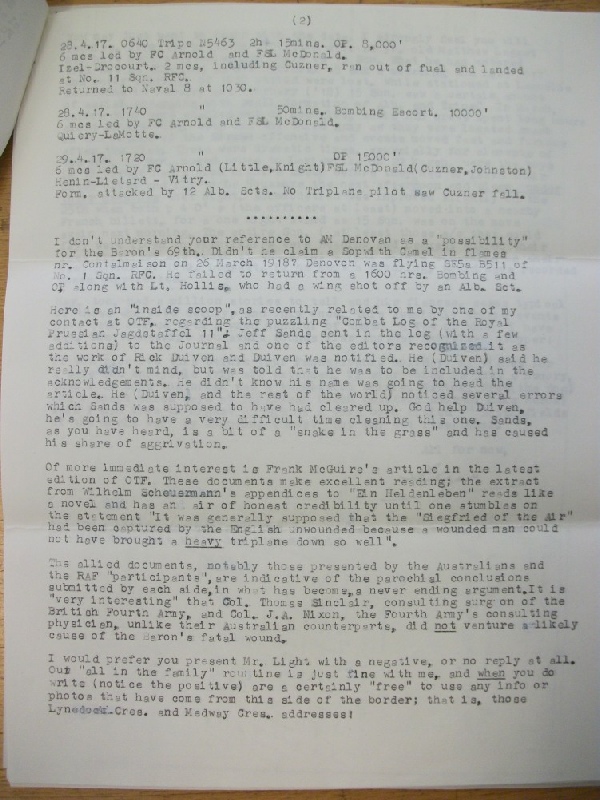 (2)
28.4.17. 0640 Tripe N5463 2h 15mins. OP. 8,000'
6 mcs led by FC Arnold and FSL McDonald.
Izel-Drocourt. 2 mcs, including Cuzner, ran out of fuel and landed
at No. 11 Sqn. RFC.
Returned to Naval 8 at 1030.
28.4.17. 1740 " 50mins. Bombing Escort. 10000'
6 mcs led by FC Arnold and FSL McDonald.
Quiery-LaMotte.
29.4.17. 1720 " OP 15000'
6 mcs led by FC Arnold (Little,Knight)FSL McDonald(Cuzner,Johnston)
Henin-Lietard - Vitry.
Form. attacked by 12 Alb. Scts. No Triplane pilot saw Cuzner fall.
..........
I don't understand your reference to AM Denovan as a "possibility"
for the Baron's 69th. Didn't he claim a Sopwith Camel in flames
nr. Contalmaison on 26 March 1918? Denovan was flying SE5a B511 of
No. 1 Sqn. RFC. He failed to return from a 1600 hrs. Bombing and
OP along with Lt. Hollis, who had a wing shot off by an Alb. Sct.
Here is an "inside scoop", as recently related to me by one of my
contact at OTF, regarding the puzzling "Combat Log of the Royal
Prussian Jagdstaffel 11". Jeff Sands sent in the log (with a few
additions) to the Journal and one of the editors recognized it as
the work of Rick Duiven and Duiven was notified. He (Duiven) said he
really didn't mind, but was told that he was to be included in the
acknowledgements. He didn't know his name was going to head the
article. He (Duiven, and the rest of the world) noticed several errors
which Sands was supposed to have had cleared up. God help Duiven,
he's going to have a very difficult time cleaning this one. Sands,
as you have heard, is a bit of a "snake in the grass" and has caused
his share of aggrivation.
Of more immediate interest is Frank McGuire's article in the latest
edition of OTF. These documents make excellent reading; the extract
from Wilhelm Scheuermann's appendices to "Ein Heldenleben" reads like
a novel and has an air of honest credibility until one stumbles on
the statement "It was generally supposed that the "Siegfried of the Air"
had been captured by the English unwounded because a wounded man could
not have brought a heavy triplane down so well".
The allied documents, notably those presented by the Australians and
the RAF "participants", are indicative of the parochial conclusions
submitted by each side, in what has become, a never ending argument. It is
"very interesting" that Col. Thomas Sinclair, consulting surgeon of the
British Fourth Army, and Col. J.A. Nixon, the Fourth Army's consulting
physician, unlike their Australian counterparts, did not venture a likely
cause of the Baron's fatal wound.
I would prefer you present Mr. Light with a negative, or no reply at all.
Our "all in the family" routine is just fine with me, and when you do
write (notice the positive) are a certainly "free" to use any info or
photos that have come from this side of the border; that is, those
Lynedock Cres. and Medway Cres. addresses!